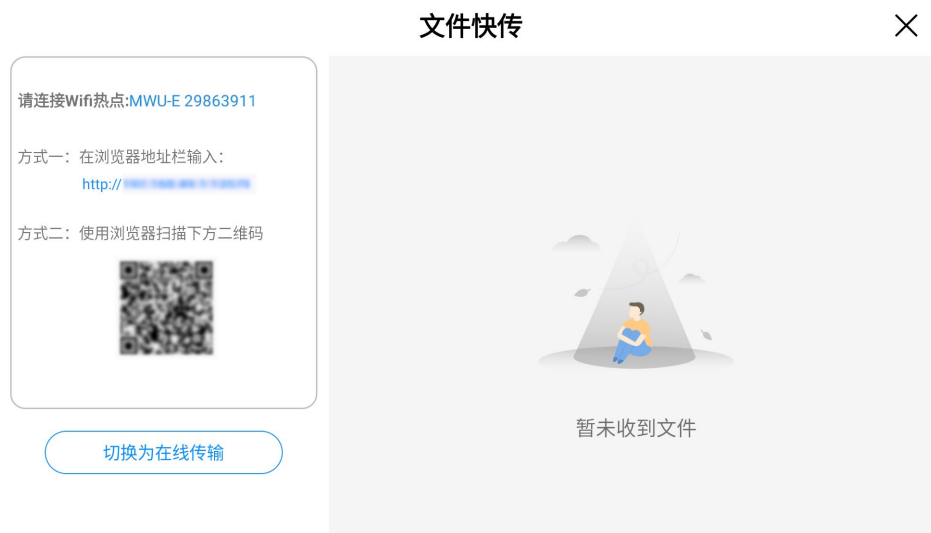 文件快传
请连接Wifi热点:MWU-E 29863911
方式一：在浏览器地址栏输入：
http://
方式二：使用浏览器扫描下方二维码
切换为在线传输
暂未收到文件